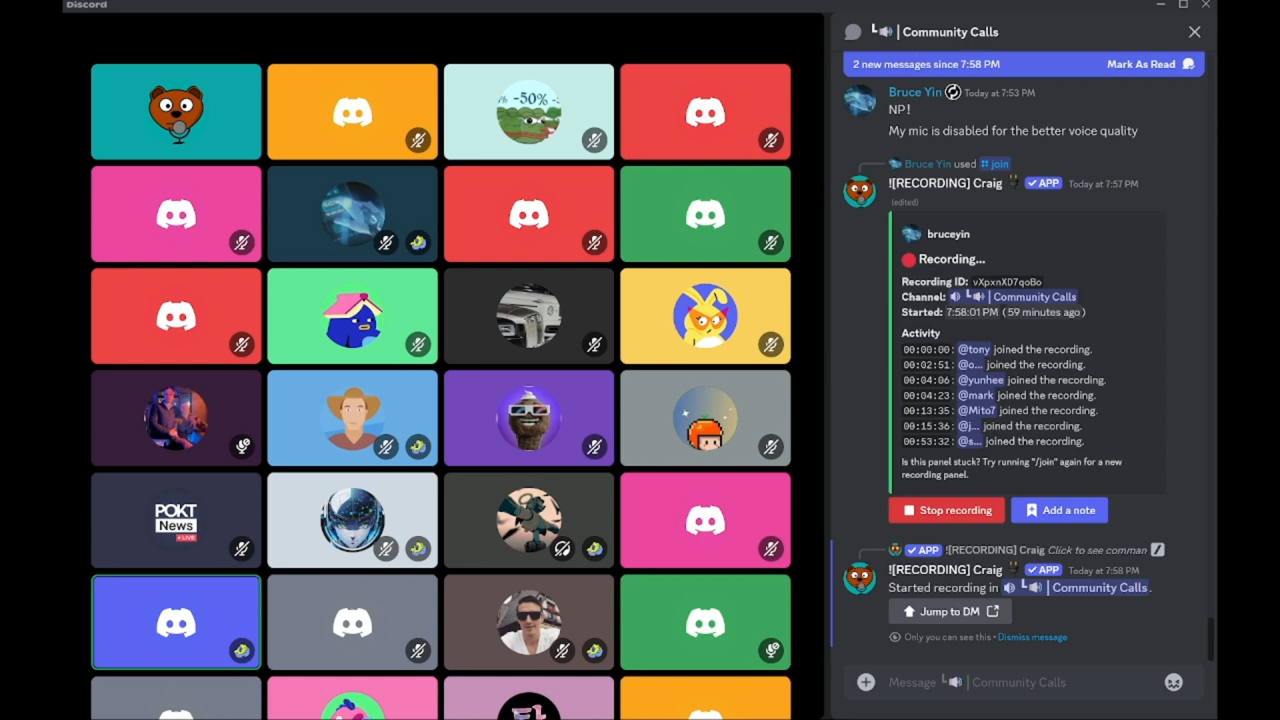 Discord
-50%
POKT
News
LIVE
Community Calls
2 new messages since 7:58 PM
Mark As Read
Bruce Yin Today at 7:53 PM
NP!
My mic is disabled for the better voice quality
Bruce Yin used join
![RECORDING] Craig APP Today at 7:57 PM
(edited)
bruceyin
Recording...
Recording ID: vXpxnXD7qoBo
Channel: Community Calls
Started: 7:58:01 PM (59 minutes ago)
Activity
00:00:00: @tony joined the recording.
00:02:51: @o... joined the recording.
00:04:06: @yunhee joined the recording.
00:04:23: @mark joined the recording.
00:13:35: @Mito7 joined the recording.
00:15:36: @j... joined the recording.
00:53:32: @s... joined the recording.
Is this panel stuck? Try running "/join" again for a new
recording panel.
Stop recording
Add a note
APP ![RECORDING] Craig Click to see comman
![RECORDING] Craig APP Today at 7:58 PM
Started recording in Community Calls.
Jump to DM
Only you can see this • Dismiss message
Message Community Calls